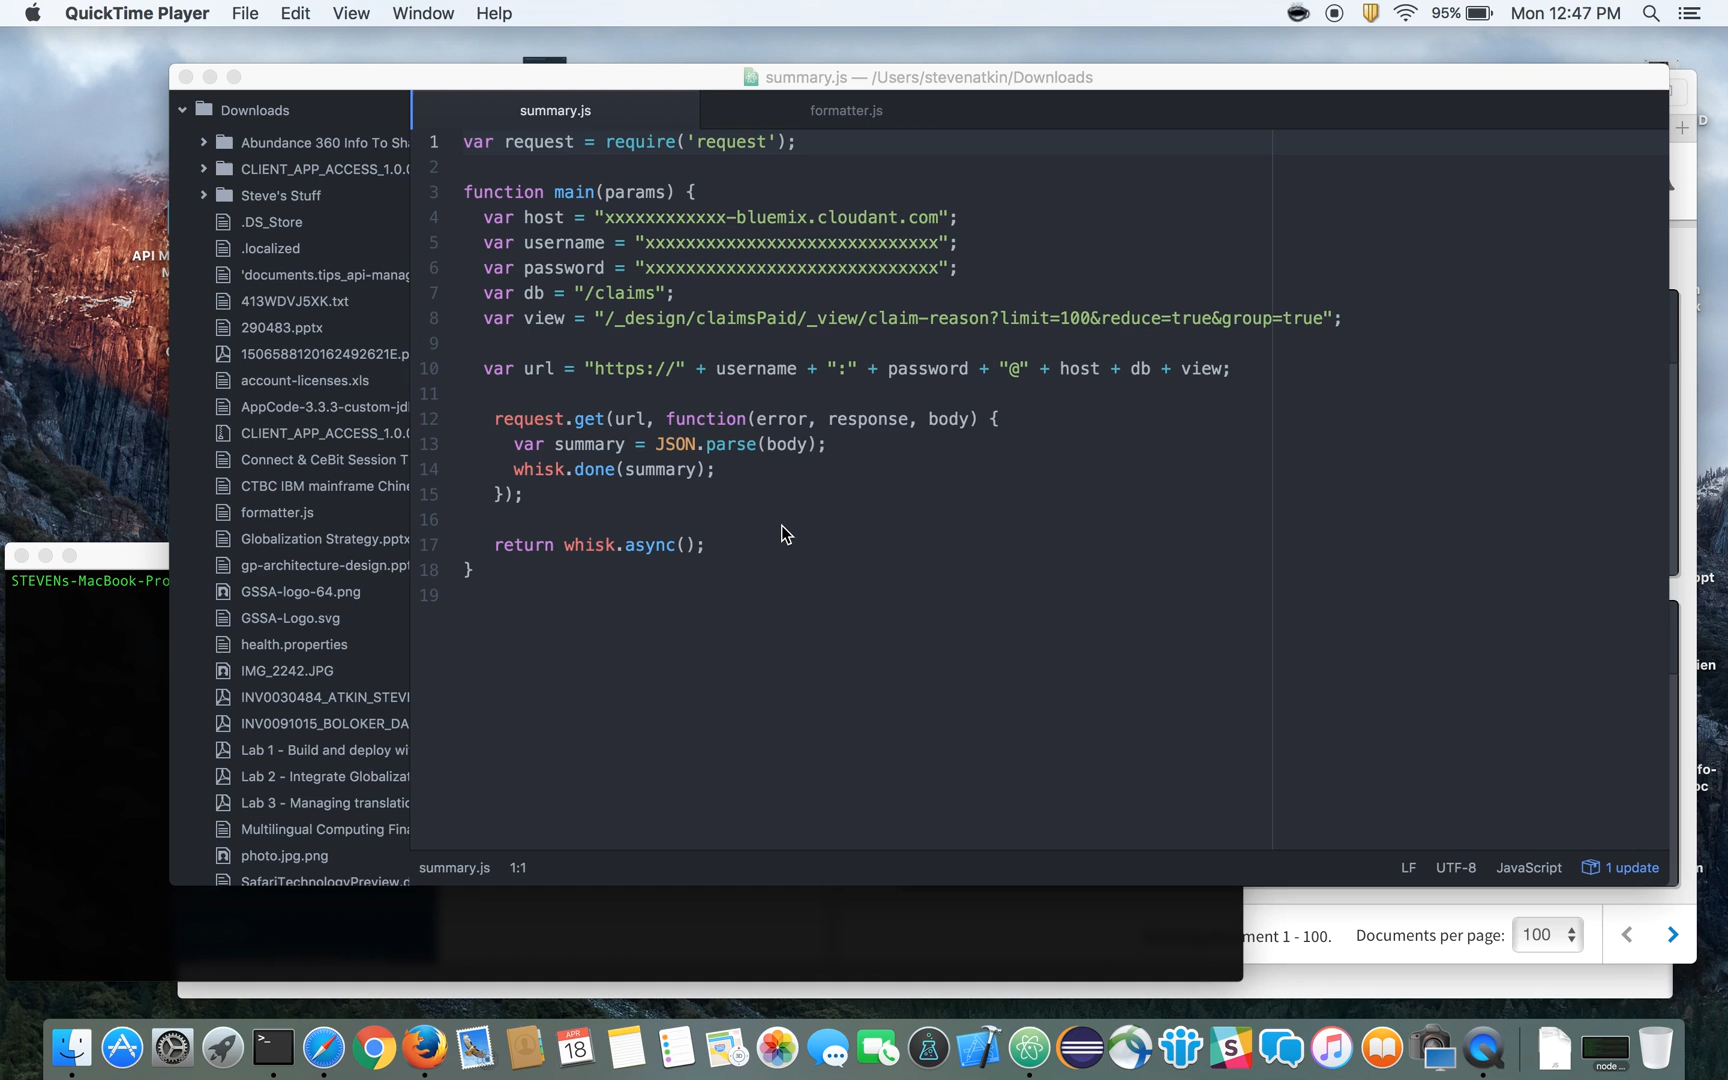 QuickTime Player File Edit View Window Help 95% Mon 12:47 PM
summary.js — /Users/stevenatkin/Downloads
Downloads
Abundance 360 Info To Sh
CLIENT_APP_ACCESS_1.0.
Steve's Stuff
.DS_Store
.localized
'documents.tips_api-manag
413WDVJ5XK.txt
290483.pptx
1506588120162492621E.p
account-licenses.xls
AppCode-3.3.3-custom-jd
CLIENT_APP_ACCESS_1.0.
Connect & CeBit Session T
CTBC IBM mainframe Chin
formatter.js
Globalization Strategy.pptx
gp-architecture-design.ppt
GSSA-logo-64.png
GSSA-Logo.svg
health.properties
IMG_2242.JPG
INV0030484_ATKIN_STEV
INV0091015_BOLOKER_DA
Lab 1 - Build and deploy wi
Lab 2 - Integrate Globalizat
Lab 3 - Managing translatio
Multilingual Computing Fin
photo.jpg.png
SafariTechnologyPreview.d
summary.js formatter.js
1 var request = require('request');
2
3 function main(params) {
4 var host = "xxxxxxxxxxxx-bluemix.cloudant.com";
5 var username = "xxxxxxxxxxxxxxxxxxxxxxxxxxxxx";
6 var password = "xxxxxxxxxxxxxxxxxxxxxxxxxxxxx";
7 var db = "/claims";
8 var view = "/_design/claimsPaid/_view/claim-reason?limit=100&reduce=true&group=true";
9
10 var url = "https://" + username + ":" + password + "@" + host + db + view;
11
12 request.get(url, function(error, response, body) {
13 var summary = JSON.parse(body);
14 whisk.done(summary);
15 });
16
17 return whisk.async();
18 }
19
summary.js 1:1 LF UTF-8 JavaScript 1 update
API M
STEVENs-MacBook-Pro
ment 1 - 100. Documents per page: 100
APR
18
node ...